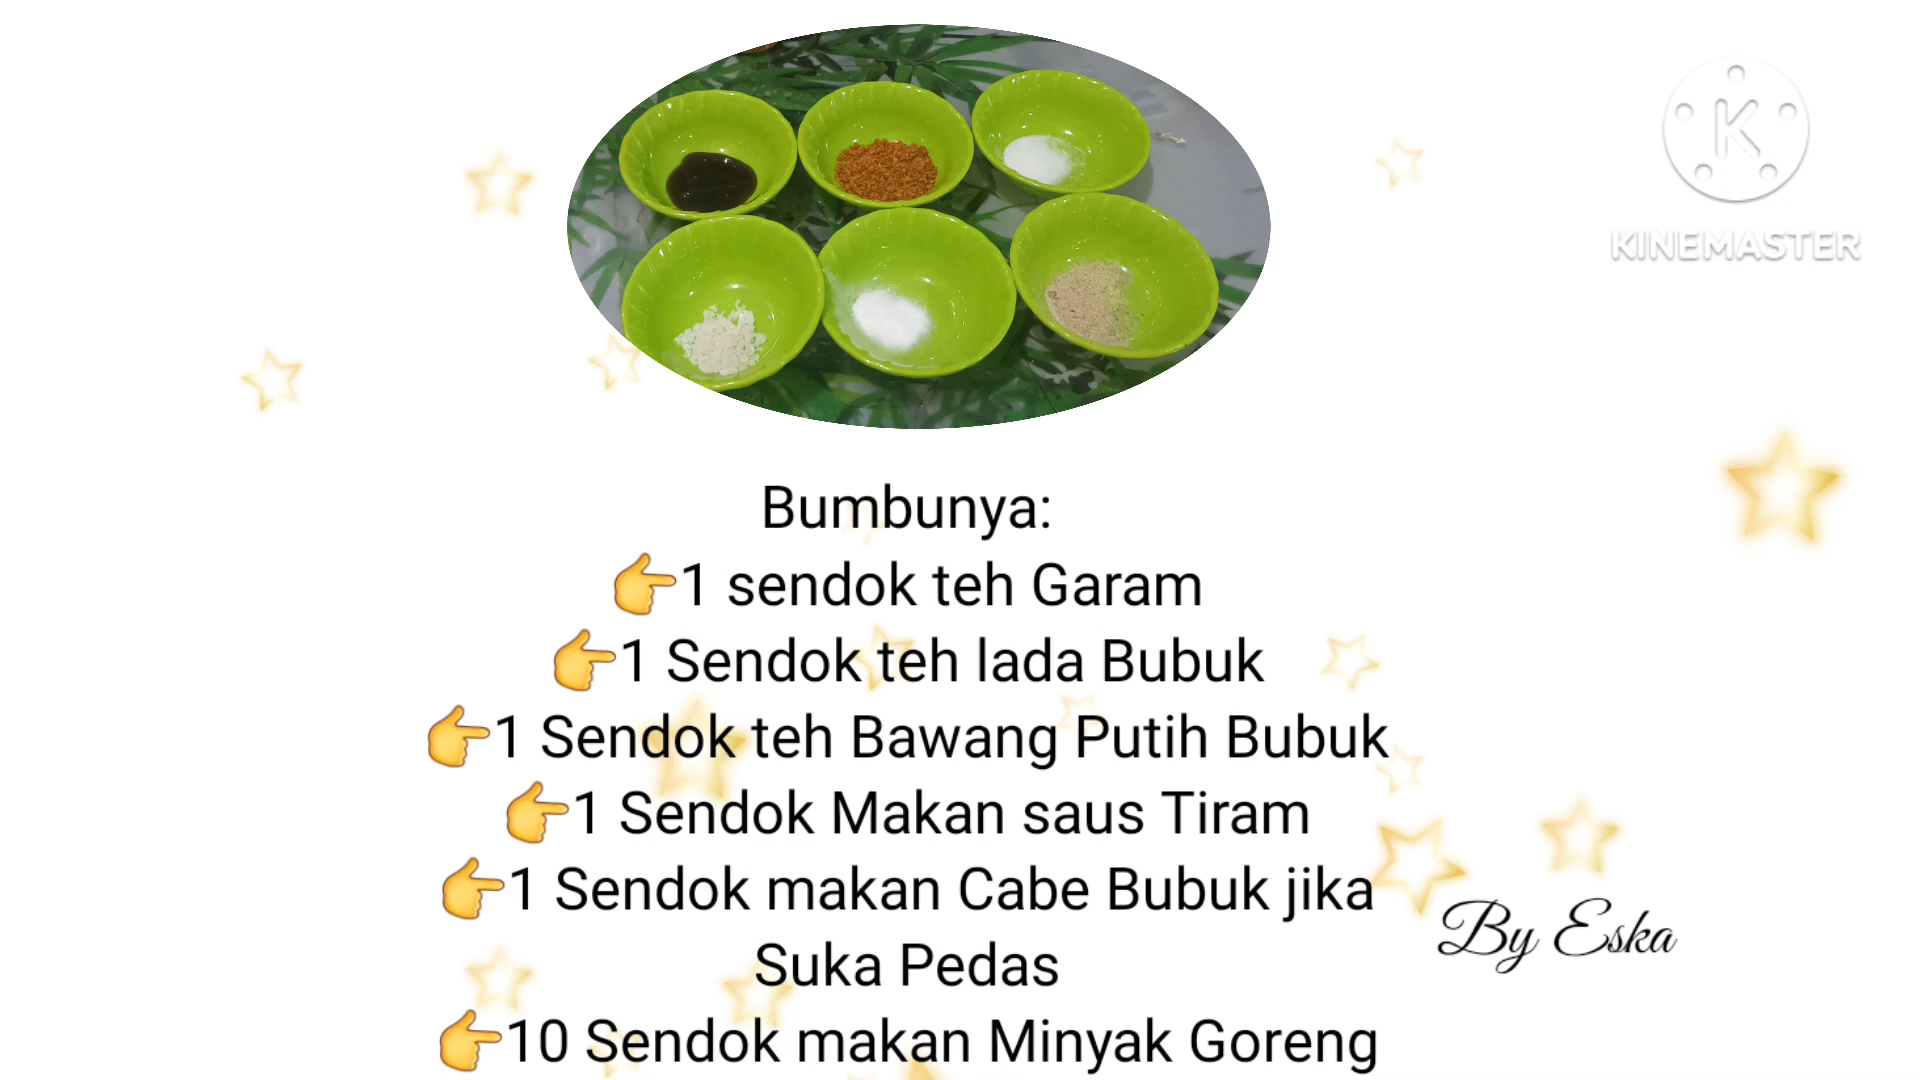 K
KINEMASTER
Bumbunya:
👉1 sendok teh Garam
👉1 Sendok teh lada Bubuk
👉1 Sendok teh Bawang Putih Bubuk
👉1 Sendok Makan saus Tiram
👉1 Sendok makan Cabe Bubuk jika
Suka Pedas
👉10 Sendok makan Minyak Goreng
By Eska